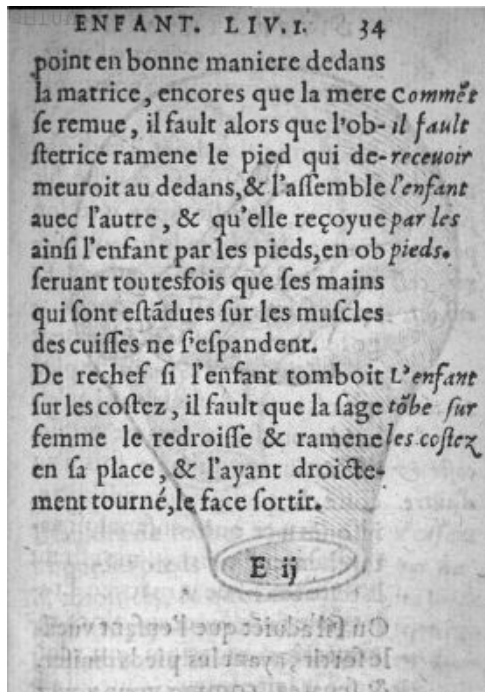 ENFANT. LIV. I. 34
point en bonne maniere dedans
la matrice, encores que la mere
ſe remue, il fault alors que l'ob-
ſtetrice ramene le pied qui de-
meuroit au dedans, & l'aſſemble
auec l'autre, & qu'elle reçoyue
ainſi l'enfant par les pieds, en ob
ſeruant toutesfois que ſes mains
qui ſont eſtãdues ſur les muſcles
des cuiſſes ne ſ'eſpandent.
Commẽt
il fault
receuoir
l'enfant
par les
pieds.
De rechef ſi l'enfant tomboit
ſur les coſtez, il fault que la ſage
femme le redroiſſe & ramene
en ſa place, & l'ayant droicte-
ment tourné, le face ſortir.
L'enfant
tõbe ſur
les coſtez
E ij